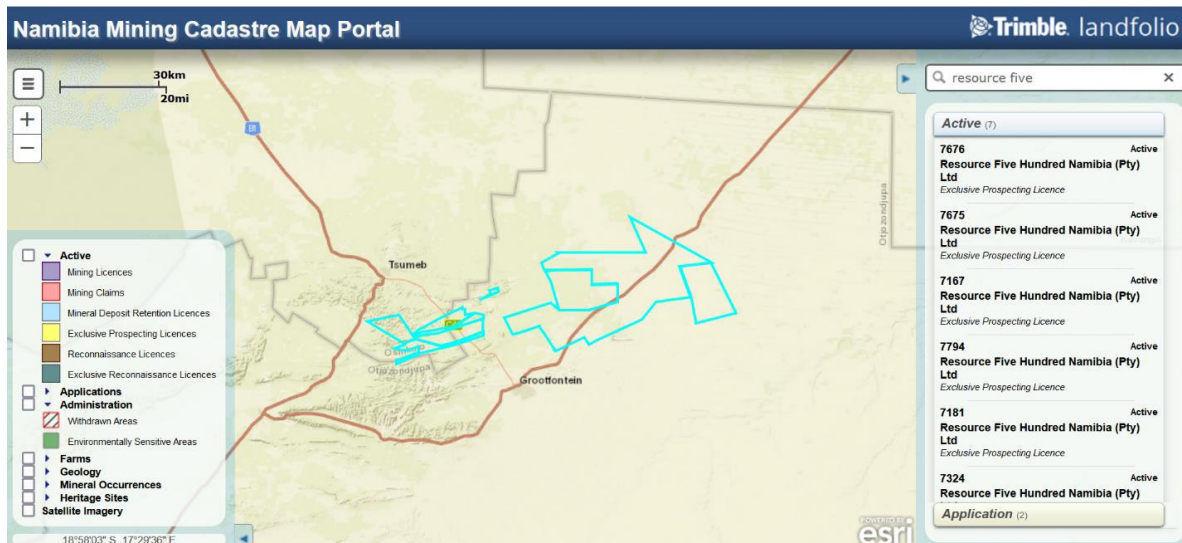 Namibia Mining Cadastre Map Portal
Trimble. landfolio
30km
20mi
Tsumeb
Grootfontein
Otjozondjupa
Otjozondjupa
Active
Mining Licences
Mining Claims
Mineral Deposit Retention Licences
Exclusive Prospecting Licences
Reconnaissance Licences
Exclusive Reconnaissance Licences
Applications
Administration
Withdrawn Areas
Environmentally Sensitive Areas
Farms
Geology
Mineral Occurrences
Heritage Sites
Satellite Imagery
18°58'03" S, 17°29'36" E
POWERED BY
esri
resource five
Active (7)
7676 Active
Resource Five Hundred Namibia (Pty)
Ltd
Exclusive Prospecting Licence
7675 Active
Resource Five Hundred Namibia (Pty)
Ltd
Exclusive Prospecting Licence
7167 Active
Resource Five Hundred Namibia (Pty)
Ltd
Exclusive Prospecting Licence
7794 Active
Resource Five Hundred Namibia (Pty)
Ltd
Exclusive Prospecting Licence
7181 Active
Resource Five Hundred Namibia (Pty)
Ltd
Exclusive Prospecting Licence
7324 Active
Resource Five Hundred Namibia (Pty)
Application (2)